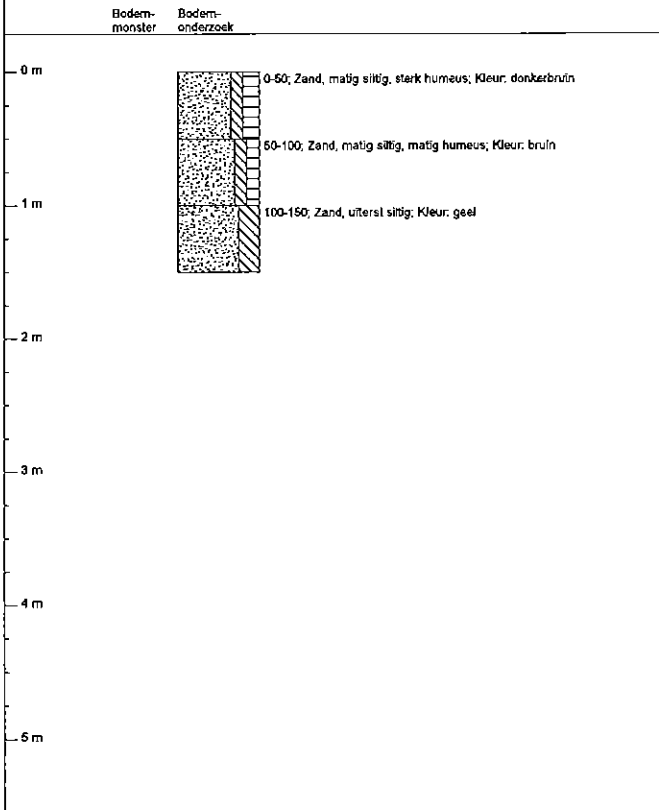 Bodem-monster
Bodem-onderzoek
0 m
0-50; Zand, matig siltig, sterk humeus; Kleur: donkerbruin
50-100; Zand, matig siltig, matig humeus; Kleur: bruin
1 m
100-150; Zand, uiterst siltig; Kleur: geel
2 m
3 m
4 m
5 m